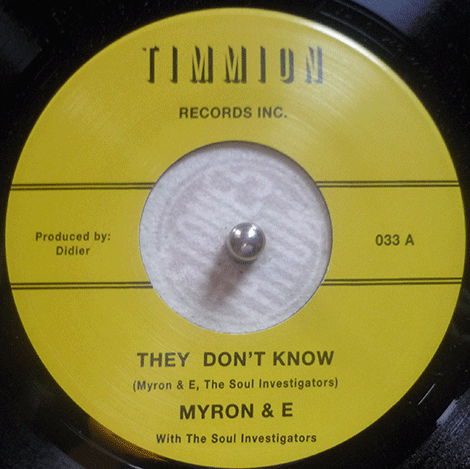 TIMMION
RECORDS INC.
Produced by:
Didier
033 A
THEY DON'T KNOW
(Myron & E, The Soul Investigators)
MYRON & E
With The Soul Investigators